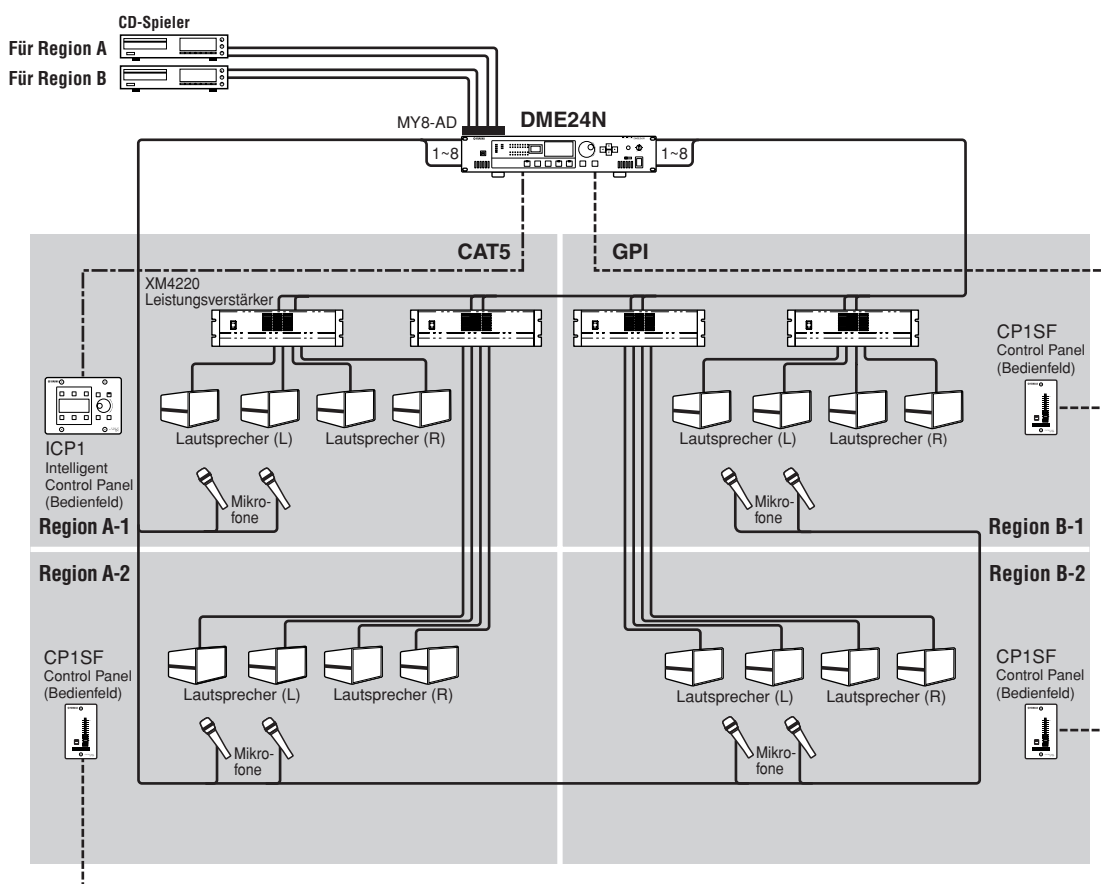 CD-Spieler
Für Region A
Für Region B
MY8-AD
DME24N
1~8
1~8
CAT5
GPI
XM4220
Leistungsverstärker
CP1SF
Control Panel
(Bedienfeld)
ICP1
Intelligent
Control Panel
(Bedienfeld)
Lautsprecher (L)
Lautsprecher (R)
Lautsprecher (L)
Lautsprecher (R)
Mikro-
fone
Mikro-
fone
Region A-1
Region B-1
Region A-2
Region B-2
CP1SF
Control Panel
(Bedienfeld)
CP1SF
Control Panel
(Bedienfeld)
Lautsprecher (L)
Lautsprecher (R)
Lautsprecher (L)
Lautsprecher (R)
Mikro-
fone
Mikro-
fone